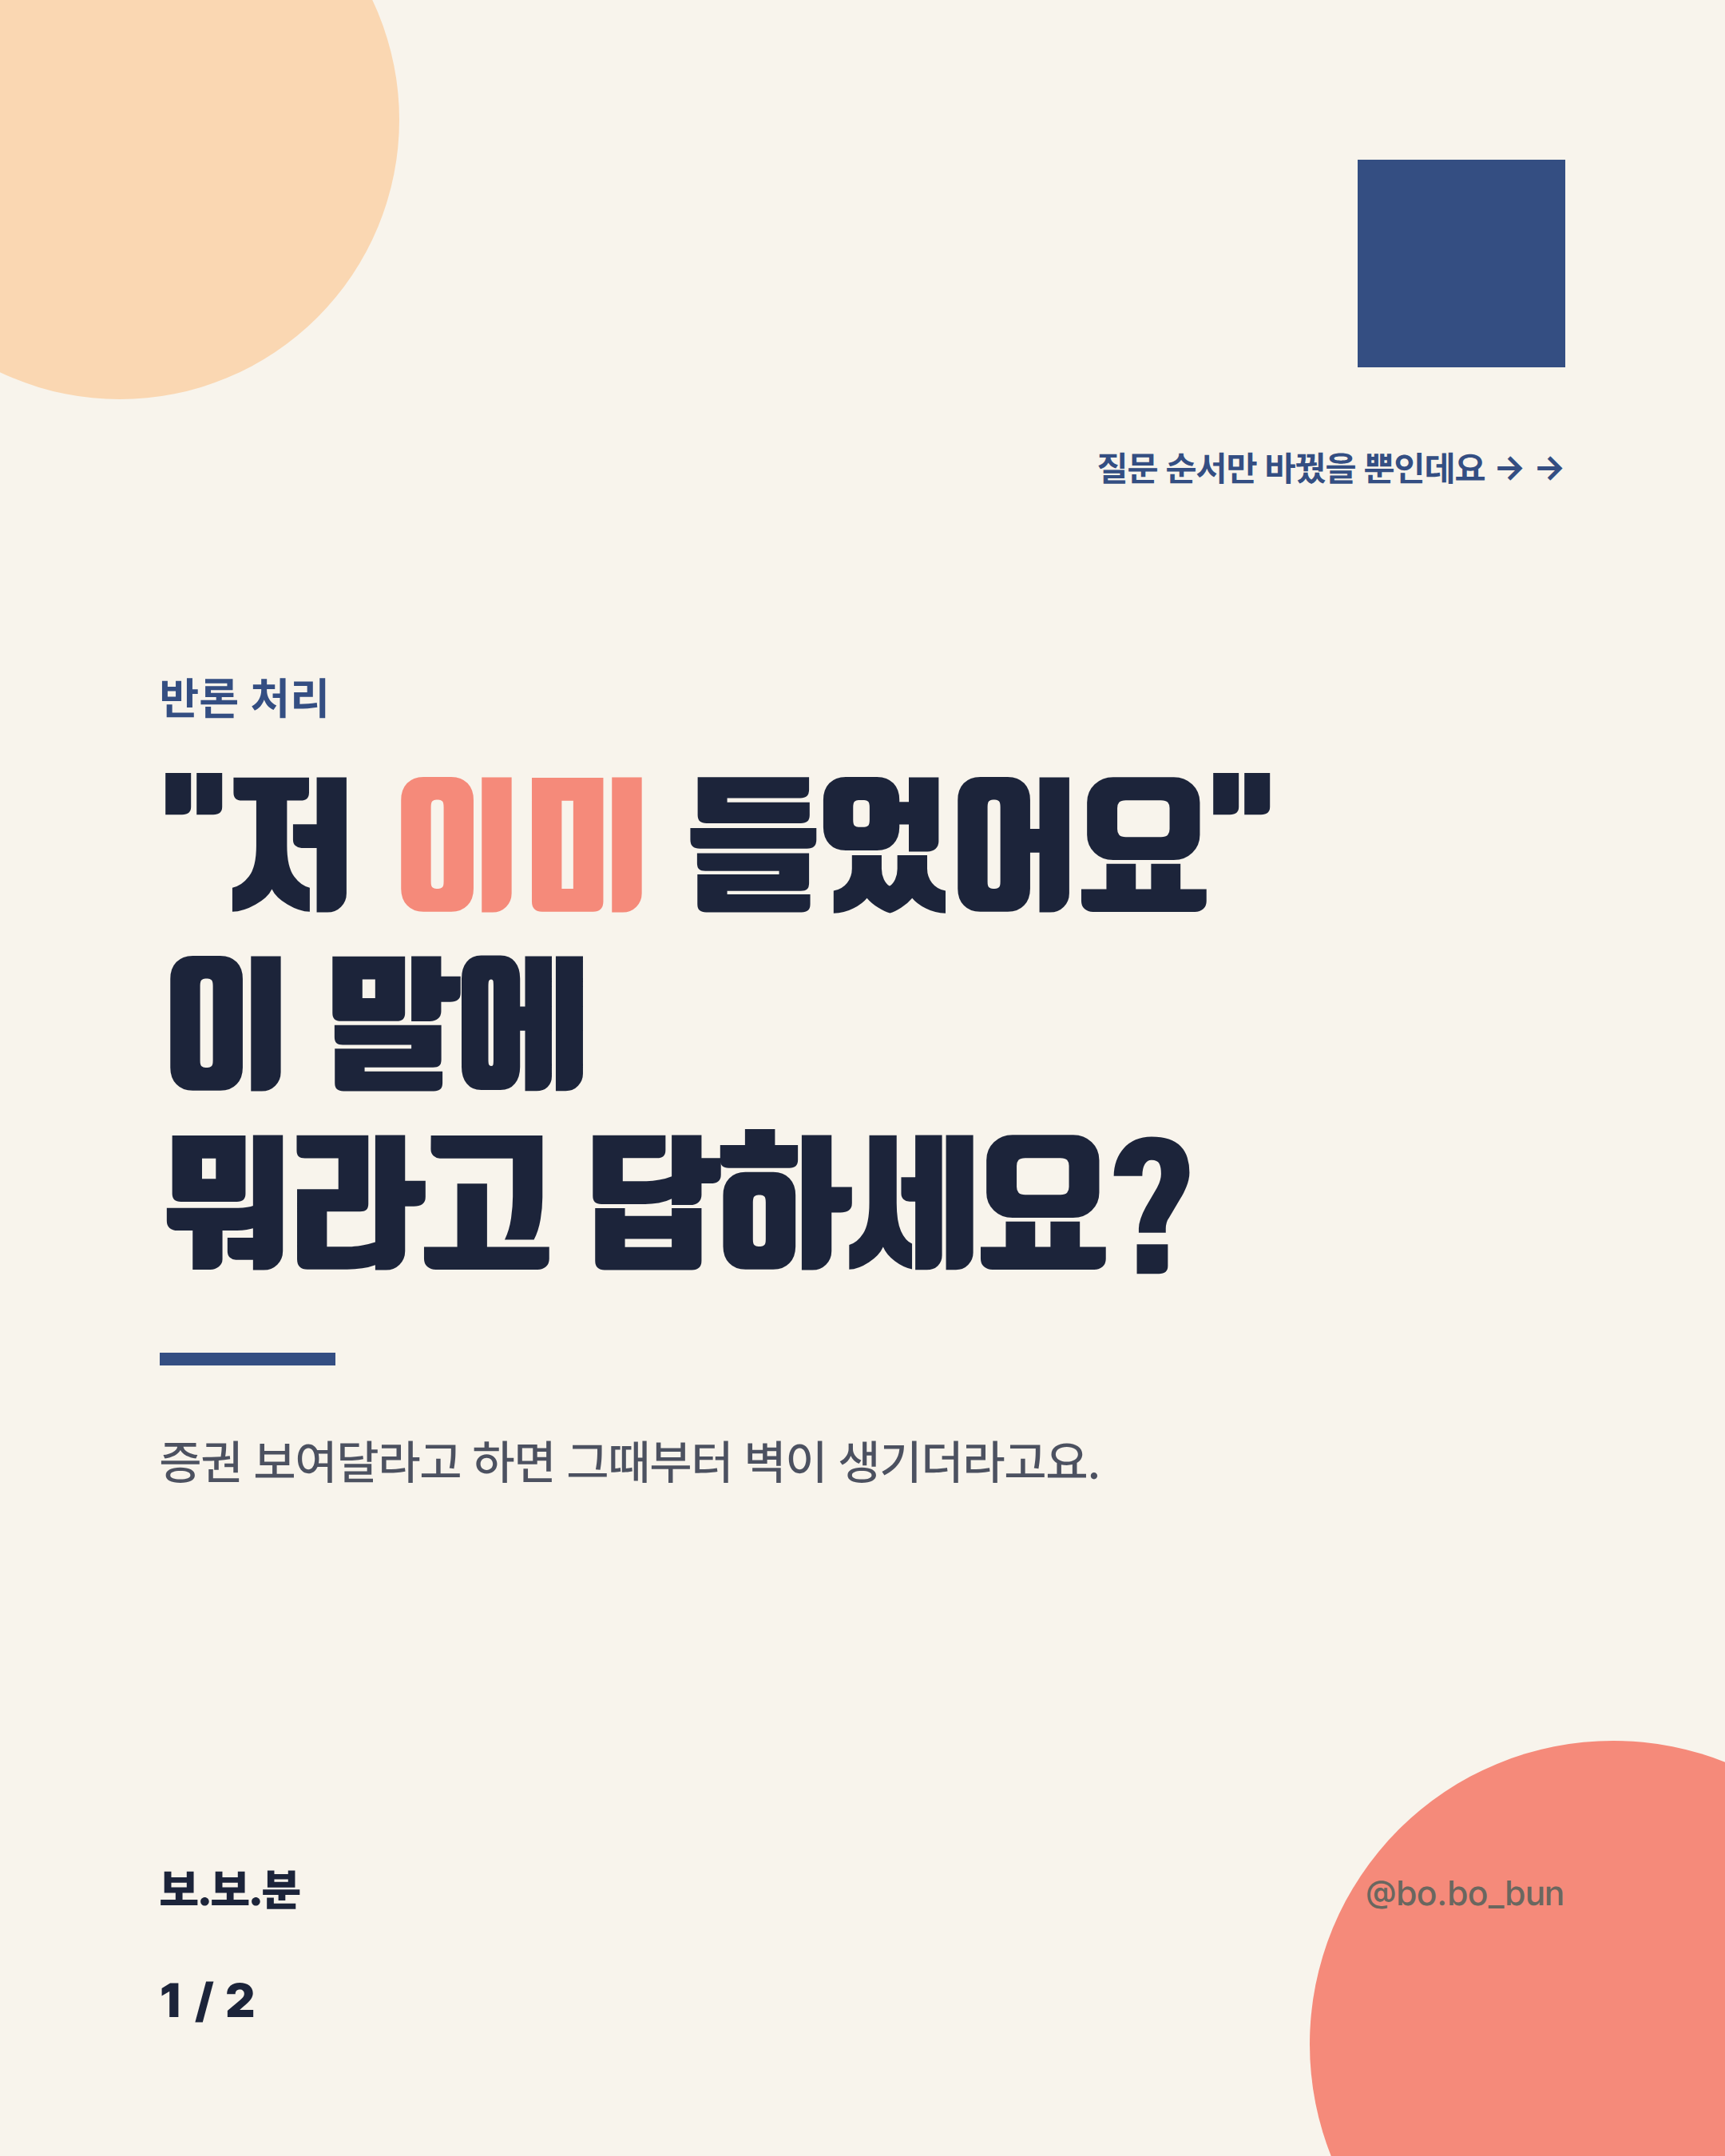 질문 순서만 바꿨을 뿐인데요 → →
반론 처리
"저 이미 들었어요"
이 말에
뭐라고 답하세요?
증권 보여달라고 하면 그때부터 벽이 생기더라고요.
보.보.분
@bo.bo_bun
1 / 2